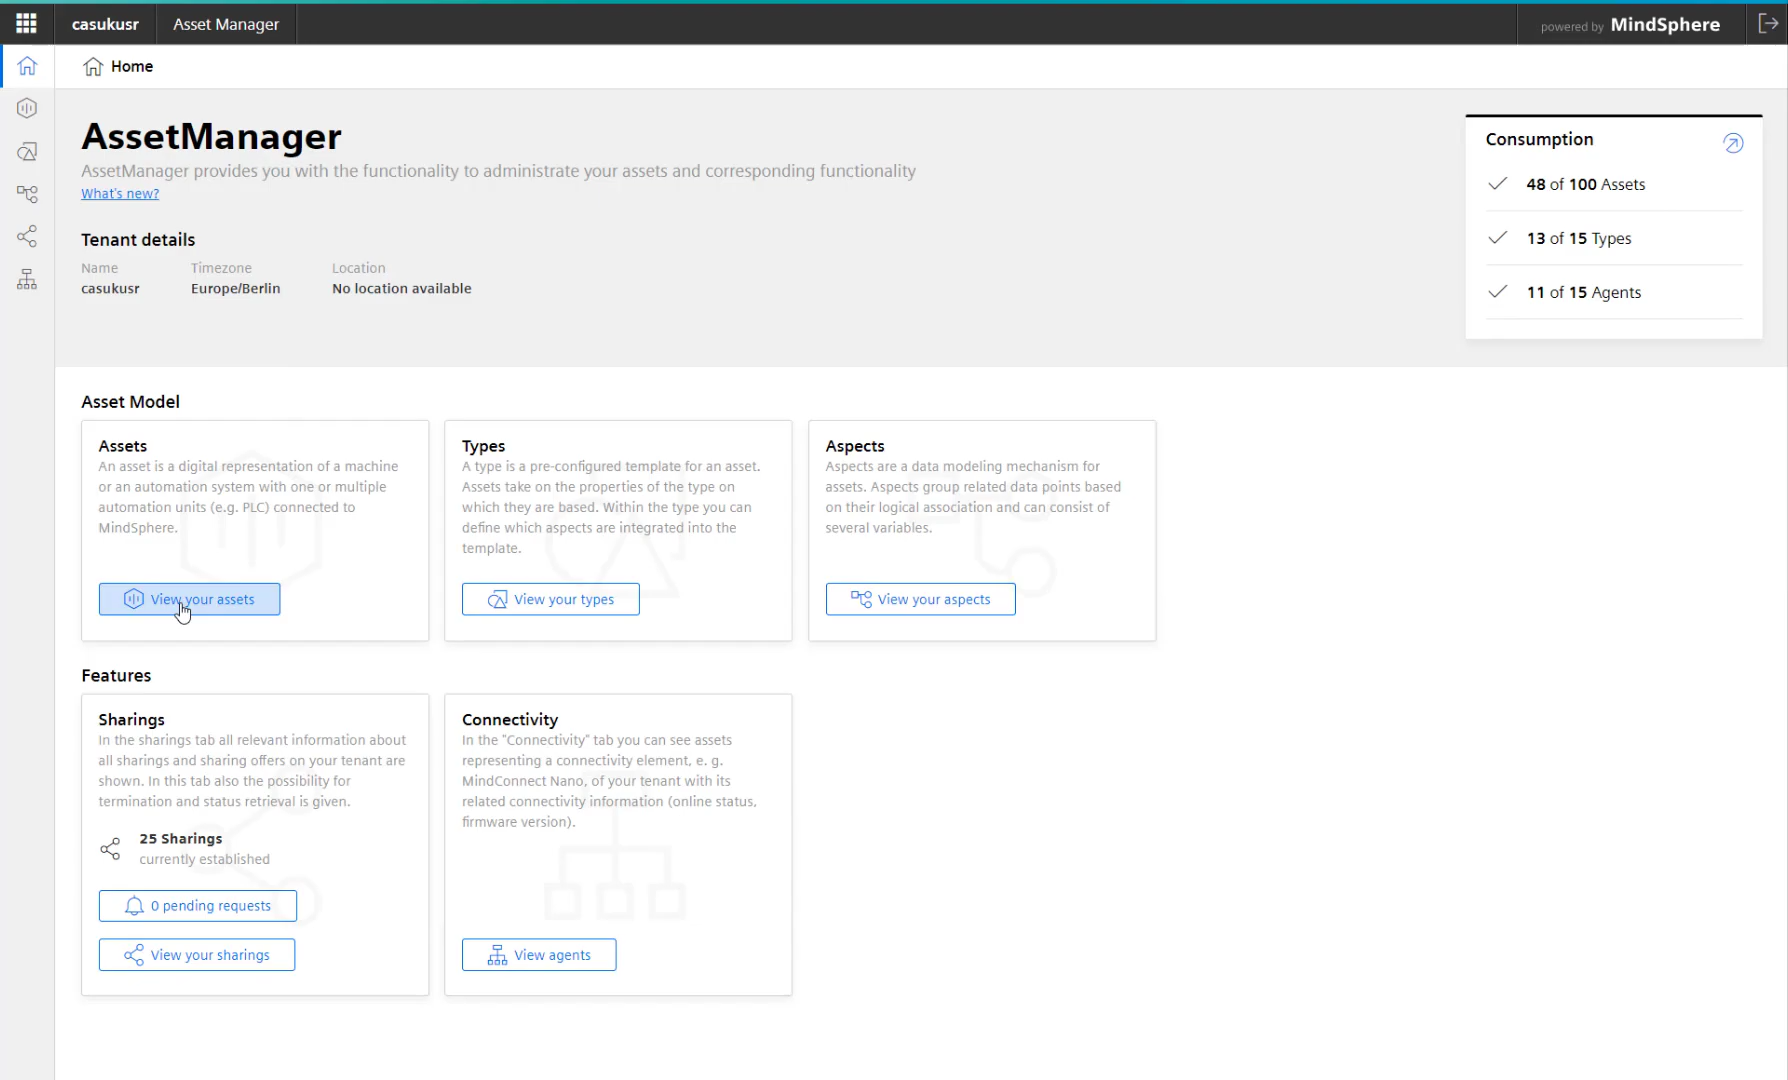 casukusr
Asset Manager
powered by MindSphere
Home
AssetManager
AssetManager provides you with the functionality to administrate your assets and corresponding functionality
What's new?
Tenant details
Name
casukusr
Timezone
Europe/Berlin
Location
No location available
Consumption
48 of 100 Assets
13 of 15 Types
11 of 15 Agents
Asset Model
Assets
An asset is a digital representation of a machine
or an automation system with one or multiple
automation units (e.g. PLC) connected to
MindSphere.
View your assets
Types
A type is a pre-configured template for an asset.
Assets take on the properties of the type on
which they are based. Within the type you can
define which aspects are integrated into the
template.
View your types
Aspects
Aspects are a data modeling mechanism for
assets. Aspects group related data points based
on their logical association and can consist of
several variables.
View your aspects
Features
Sharings
In the sharings tab all relevant information about
all sharings and sharing offers on your tenant are
shown. In this tab also the possibility for
termination and status retrieval is given.
25 Sharings
currently established
0 pending requests
View your sharings
Connectivity
In the "Connectivity" tab you can see assets
representing a connectivity element, e. g.
MindConnect Nano, of your tenant with its
related connectivity information (online status,
firmware version).
View agents